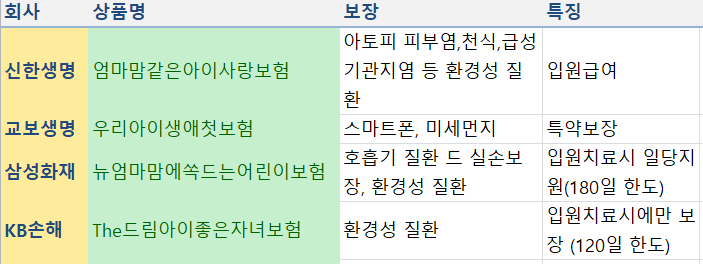 회사 상품명 보장 특징
신한생명 엄마맘같은아이사랑보험 아토피 피부염,천식,급성
기관지염 등 환경성 질
환 입원급여
교보생명 우리아이생애첫보험 스마트폰, 미세먼지 특약보장
삼성화재 뉴엄마맘에쏙드는어린이보험 호흡기 질환 드 실손보
장, 환경성 질환 입원치료시 일당지
원(180일 한도)
KB손해 The드림아이좋은자녀보험 환경성 질환 입원치료시에만 보
장 (120일 한도)